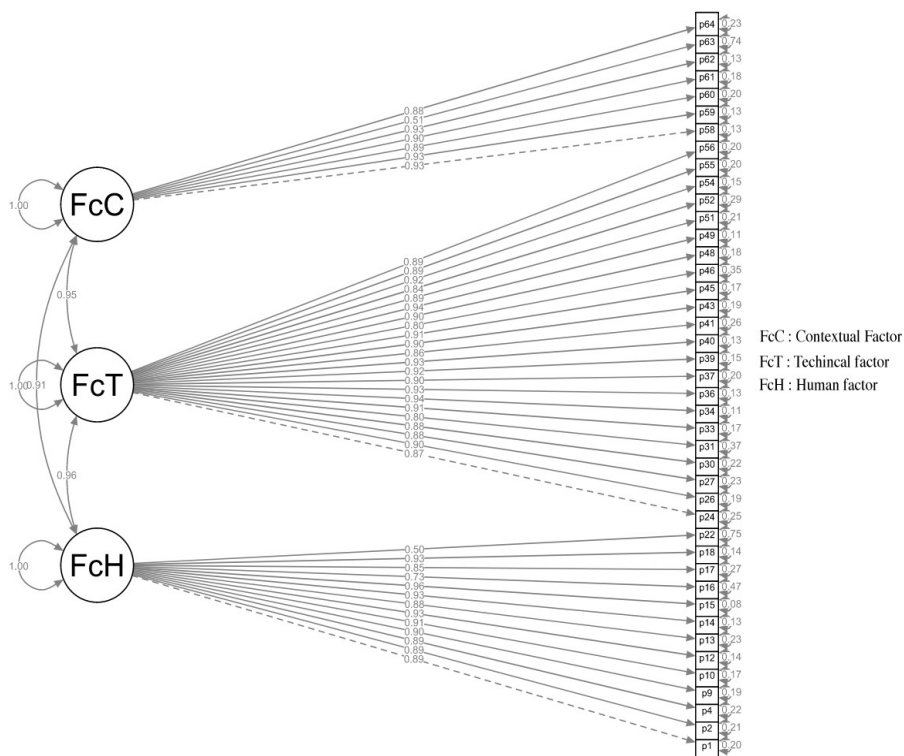 FcC
1.00
0.95
0.91
FcT
1.00
0.96
FcH
1.00
0.88
0.51
0.93
0.90
0.89
0.93
0.93
0.89
0.89
0.92
0.84
0.89
0.94
0.90
0.80
0.91
0.90
0.86
0.93
0.92
0.90
0.93
0.94
0.91
0.80
0.88
0.88
0.90
0.87
0.50
0.93
0.85
0.73
0.96
0.93
0.88
0.93
0.91
0.90
0.89
0.89
0.89
p64 0.23
p63 0.74
p62 0.13
p61 0.18
p60 0.20
p59 0.13
p58 0.13
p56 0.20
p55 0.20
p54 0.15
p52 0.29
p51 0.21
p49 0.11
p48 0.18
p46 0.35
p45 0.17
p43 0.19
p41 0.26
p40 0.13
p39 0.15
p37 0.20
p36 0.13
p34 0.11
p33 0.17
p31 0.37
p30 0.22
p27 0.23
p26 0.19
p24 0.25
p22 0.75
p18 0.14
p17 0.27
p16 0.47
p15 0.08
p14 0.13
p13 0.23
p12 0.14
p10 0.17
p9 0.19
p4 0.22
p2 0.21
p1 0.20
FcC : Contextual Factor
FcT : Techincal factor
FcH : Human factor